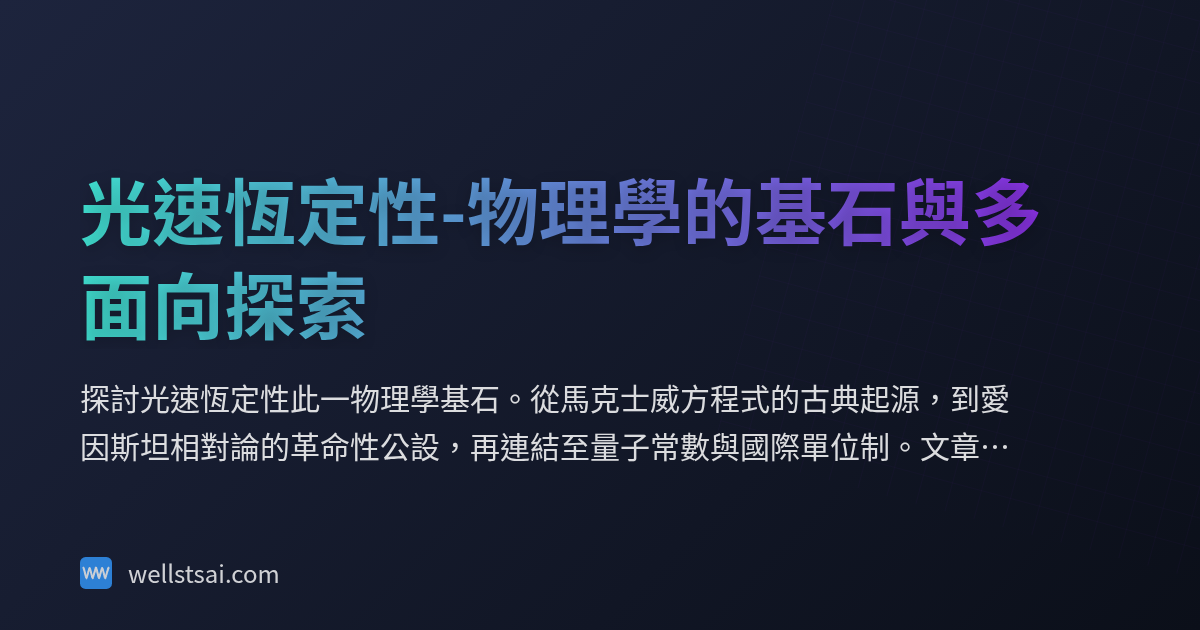 光速恆定性-物理學的基石與多
面向探索
探討光速恆定性此一物理學基石。從馬克士威方程式的古典起源，到愛
因斯坦相對論的革命性公設，再連結至量子常數與國際單位制。文章…
wellstsai.com